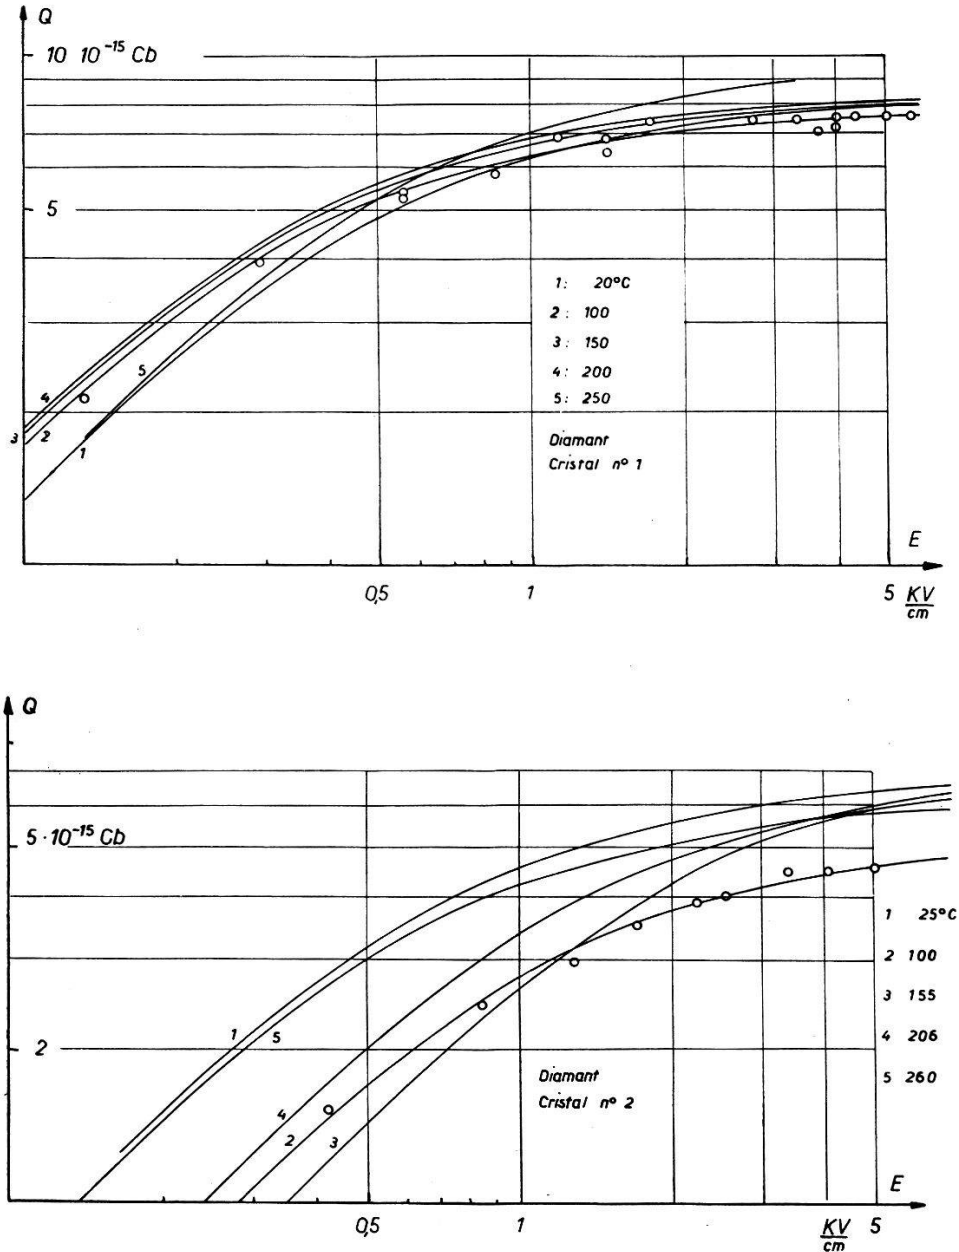 Q
10 10⁻¹⁵ Cb
5
4
3
2
1
5
1: 20°C
2: 100
3: 150
4: 200
5: 250
Diamant
Cristal n° 1
E
0,5
1
5 KV/cm
Q
5·10⁻¹⁵ Cb
2
1
5
4
2
3
1 25°C
2 100
3 155
4 206
5 260
Diamant
Cristal n° 2
E
0,5
1
KV/cm 5